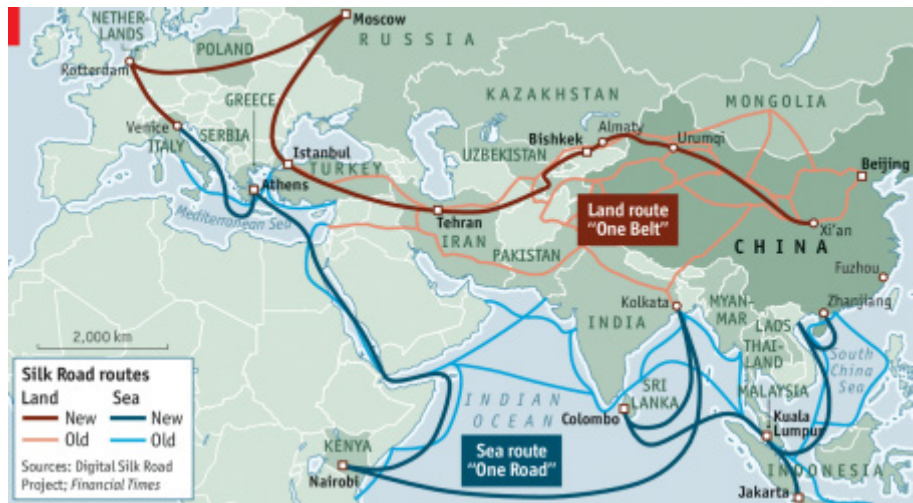 NETHER-
LANDS
Moscow
RUSSIA
POLAND
Rotterdam
GREECE
KAZAKHSTAN
MONGOLIA
Venice
ITALY
SERBIA
Bishkek
Almaty
Urumqi
UZBEKISTAN
Istanbul
TURKEY
Beijing
Athens
Mediterranean Sea
Tehran
IRAN
Land route
"One Belt"
Xi'an
PAKISTAN
CHINA
Fuzhou
Kolkata
MYAN-
MAR
Zhanjiang
INDIA
LAOS
THAI-
LAND
South
China
Sea
2,000 km
SRI
LANKA
MALAYSIA
INDIAN
OCEAN
Colombo
Kuala
Lumpur
Sea route
"One Road"
KENYA
Nairobi
INDONESIA
Jakarta
Silk Road routes
Land Sea
New New
Old Old
Sources: Digital Silk Road
Project; Financial Times